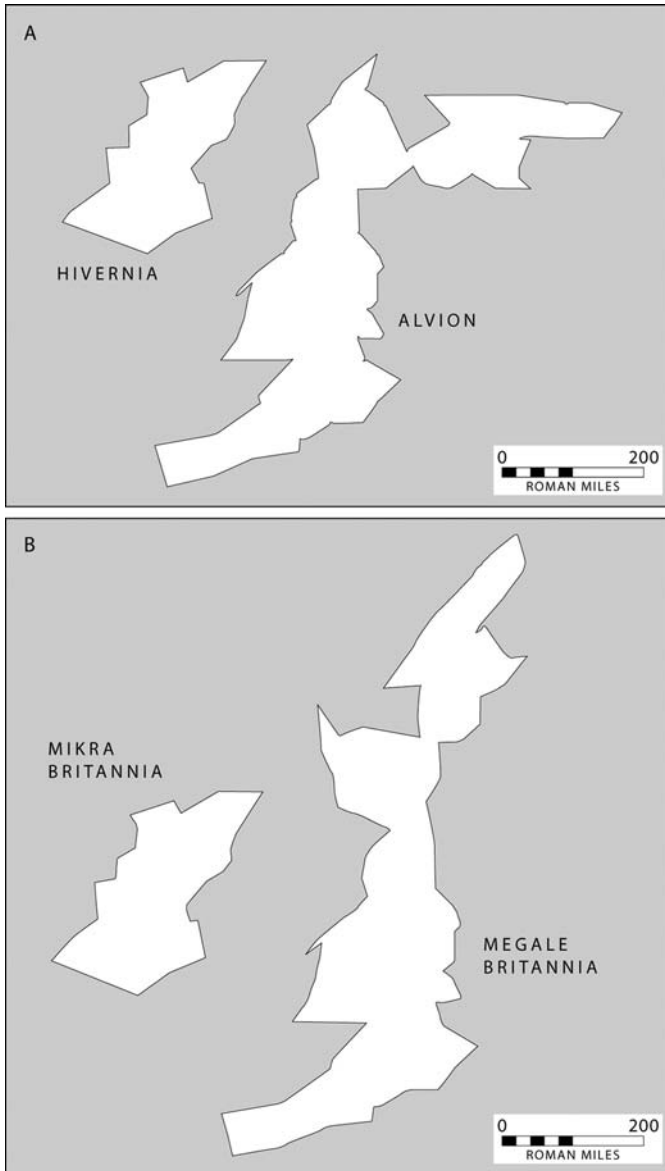 A
HIVERNIA
ALVION
0 200
ROMAN MILES
B
MIKRA
BRITANNIA
MEGALE
BRITANNIA
0 200
ROMAN MILES